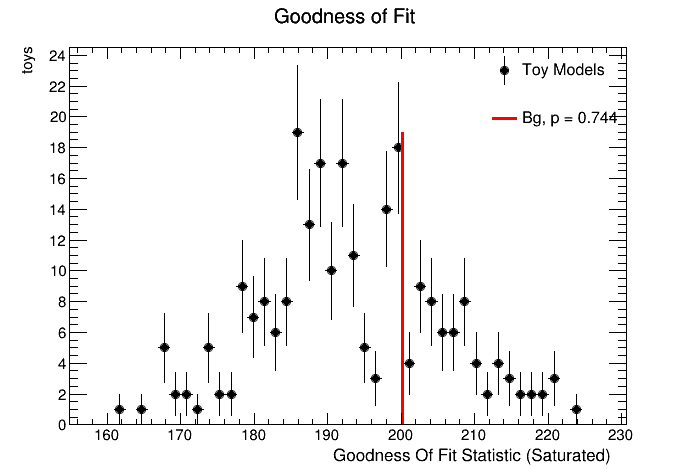 Goodness of Fit
toys
24
22
20
18
16
14
12
10
8
6
4
2
0
Toy Models
Bg, p = 0.744
160 170 180 190 200 210 220 230
Goodness Of Fit Statistic (Saturated)